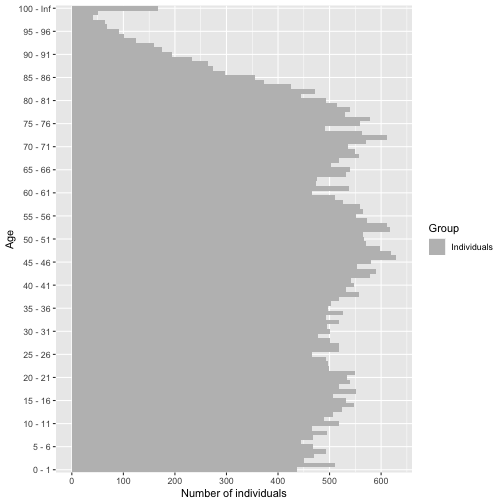 100 - Inf
95 - 96
90 - 91
85 - 86
80 - 81
75 - 76
70 - 71
65 - 66
60 - 61
55 - 56
50 - 51
45 - 46
40 - 41
35 - 36
30 - 31
25 - 26
20 - 21
15 - 16
10 - 11
5 - 6
0 - 1
Age
0 100 200 300 400 500 600
Number of individuals
Group
Individuals